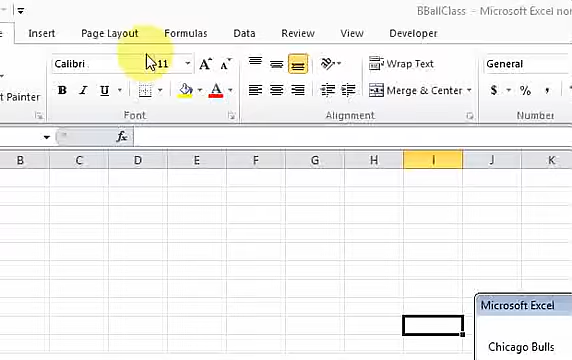 BBallClass - Microsoft Excel non
Insert Page Layout Formulas Data Review View Developer
Calibri 11 A A Wrap Text General
t Painter B I U A Merge & Center $ % ,
Font Alignment Number
fx
B C D E F G H I J K
Microsoft Excel
Chicago Bulls